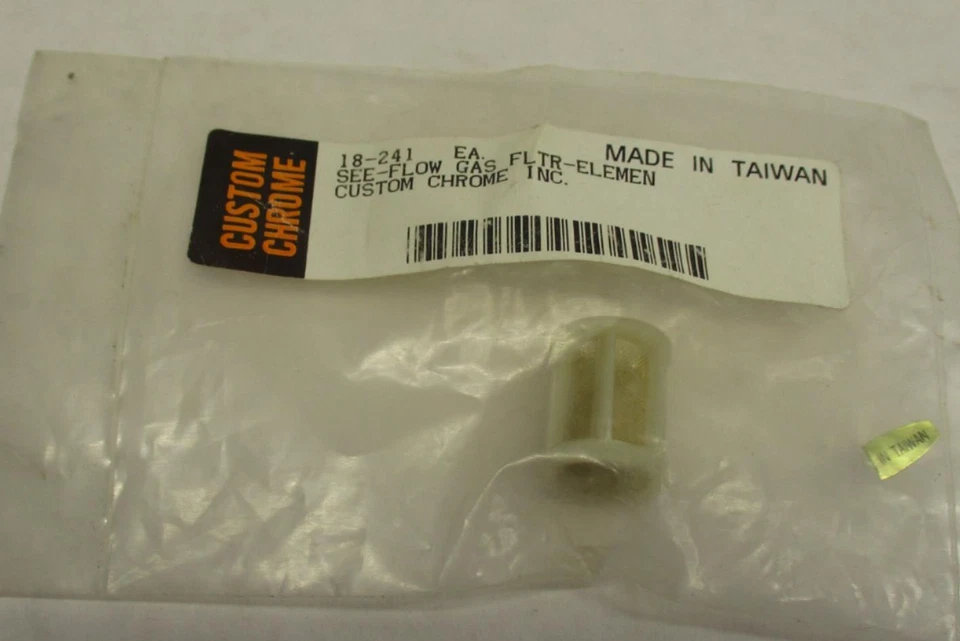 CUSTOM
CHROME
18-241 EA. MADE IN TAIWAN
SEE-FLOW GAS FLTR-ELEMEN
CUSTOM CHROME INC.
IN TAIWAN